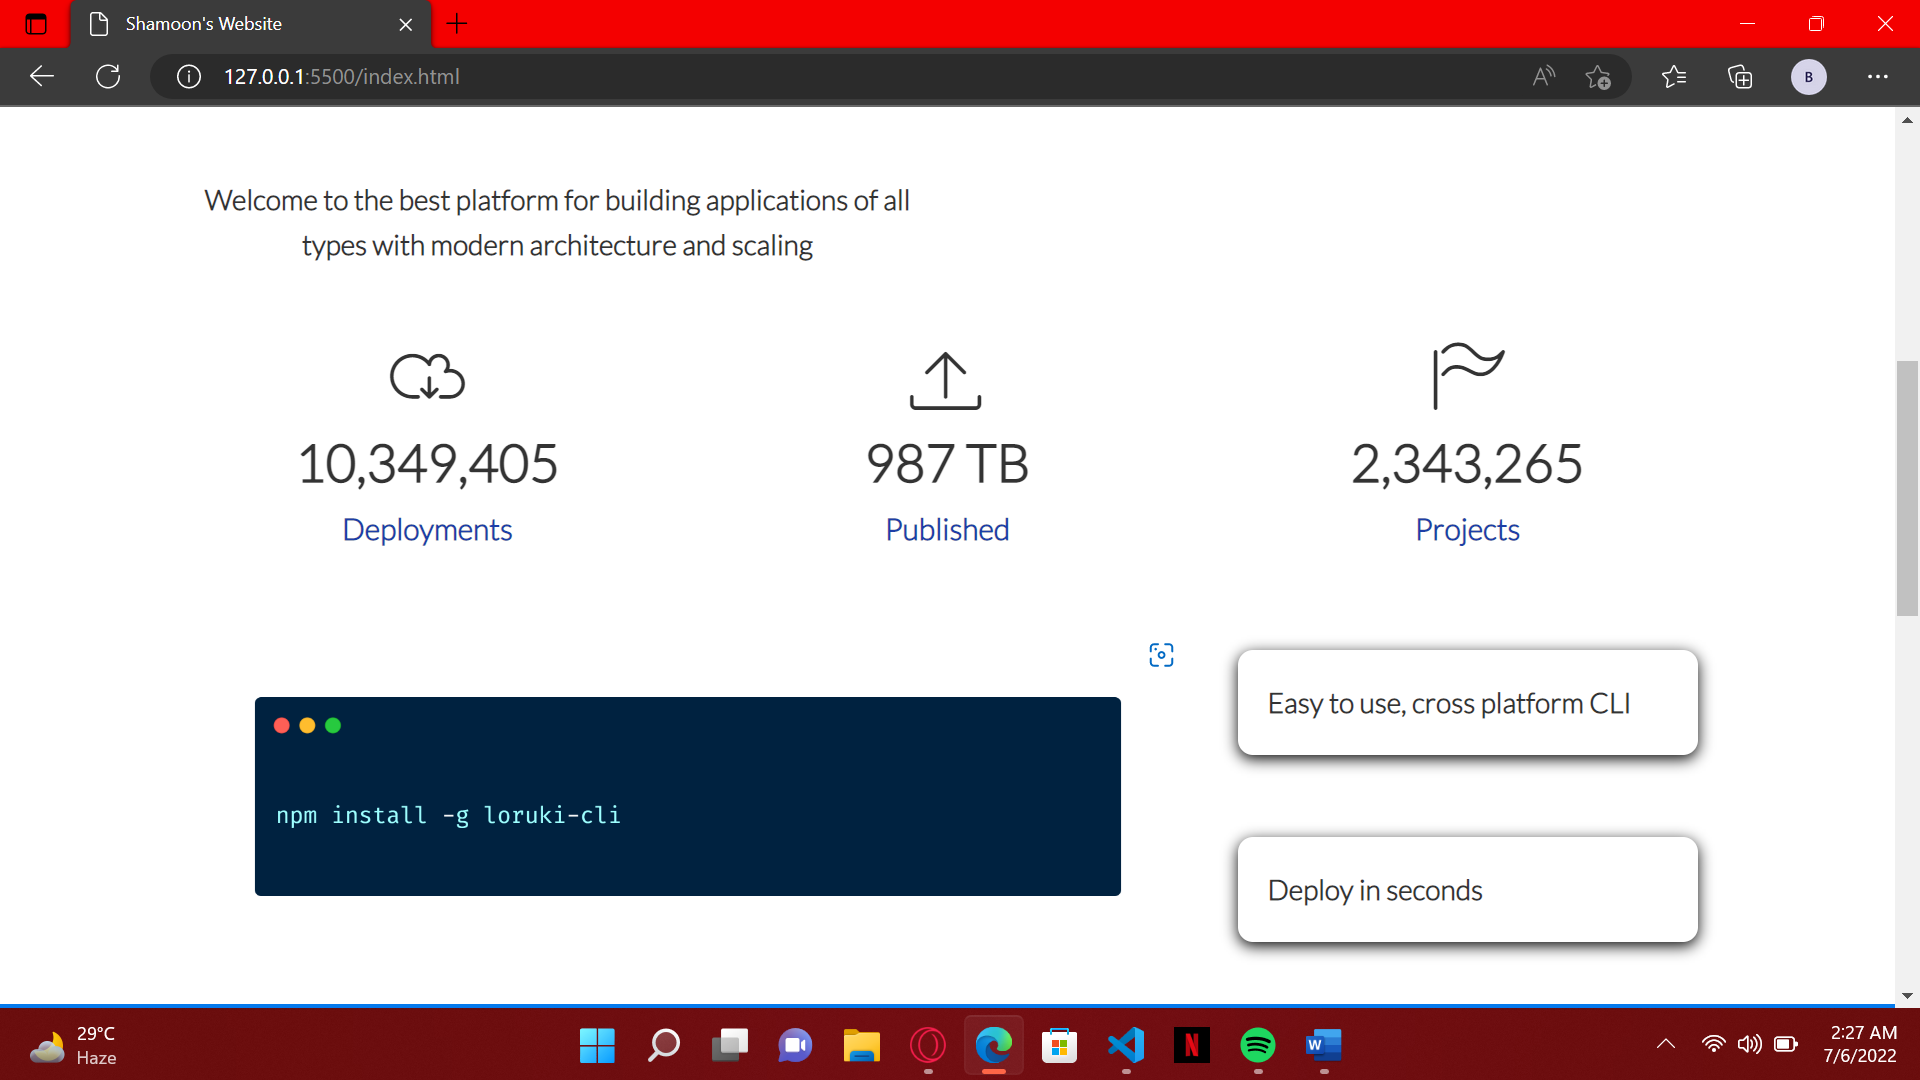 Shamoon's Website
127.0.0.1:5500/index.html
B
Welcome to the best platform for building applications of all
types with modern architecture and scaling
10,349,405
987 TB
2,343,265
Deployments
Published
Projects
npm install -g loruki-cli
Easy to use, cross platform CLI
Deploy in seconds
29°C
Haze
N
W
2:27 AM
7/6/2022